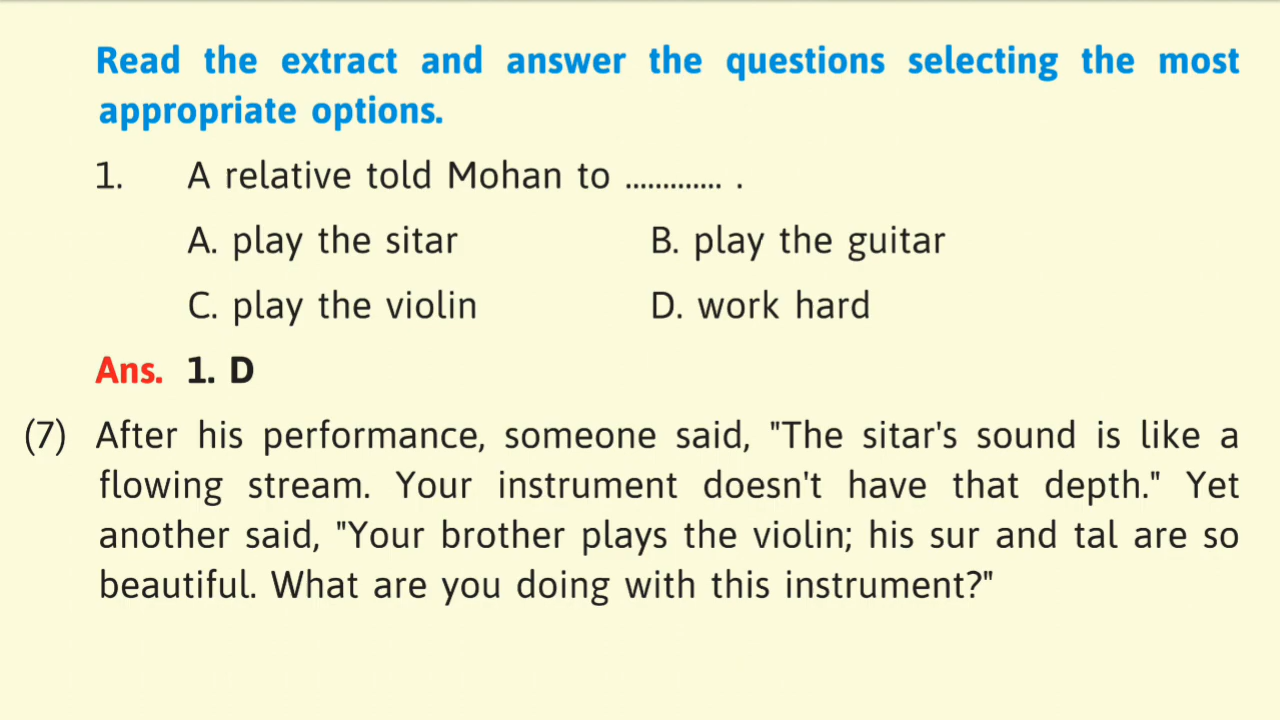 Read the extract and answer the questions selecting the most
appropriate options.
1. A relative told Mohan to ............. .
A. play the sitar B. play the guitar
C. play the violin D. work hard
Ans. 1. D
(7) After his performance, someone said, "The sitar's sound is like a
flowing stream. Your instrument doesn't have that depth." Yet
another said, "Your brother plays the violin; his sur and tal are so
beautiful. What are you doing with this instrument?"